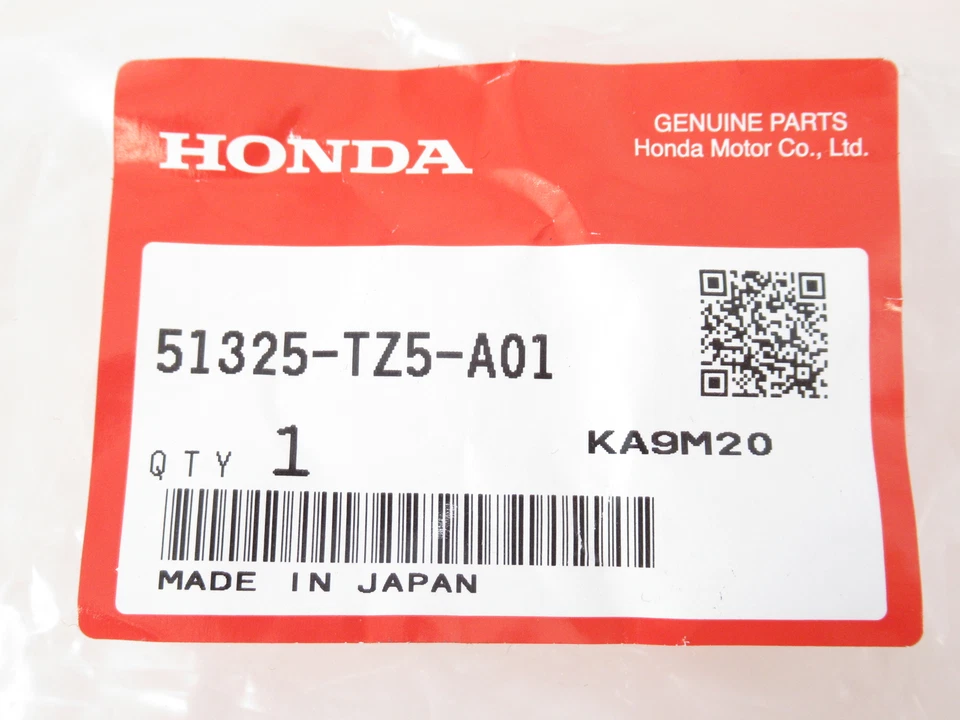 HONDA
GENUINE PARTS
Honda Motor Co., Ltd.
51325-TZ5-A01
KA9M20
QTY 1
MADE IN JAPAN